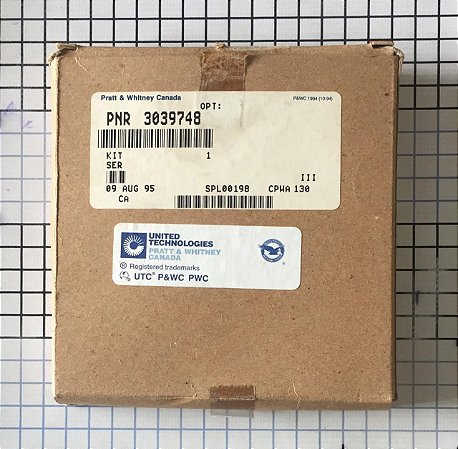 Pratt & Whitney Canada
P&WC 1994 (10-94)
OPT:
PNR 3039748
KIT 1
SER
III
09 AUG 95 SPL00198 CPWA 130
CA
UNITED
TECHNOLOGIES
PRATT & WHITNEY
CANADA
®
Registered trademarks
UTC® P&WC PWC